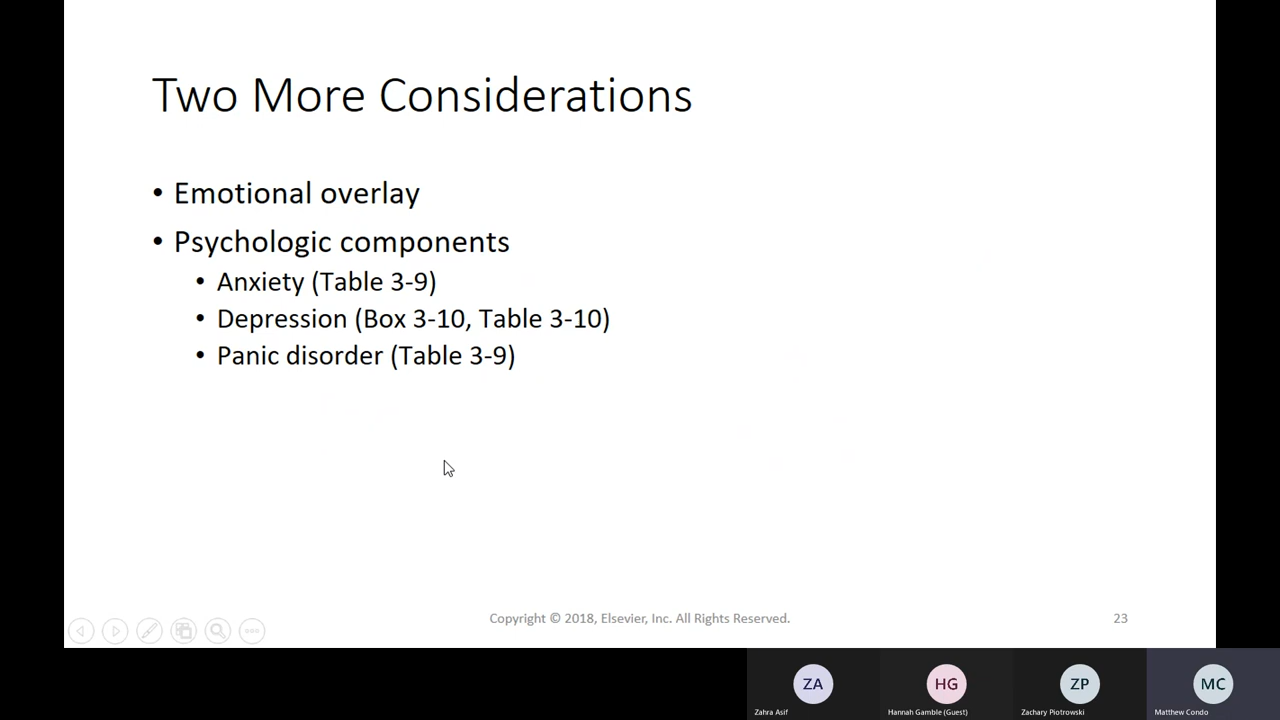 Two More Considerations
• Emotional overlay
• Psychologic components
• Anxiety (Table 3-9)
• Depression (Box 3-10, Table 3-10)
• Panic disorder (Table 3-9)
Copyright © 2018, Elsevier, Inc. All Rights Reserved.
23
ZA
HG
ZP
MC
Zahra Asif
Hannah Gamble (Guest)
Zachary Piotrowski
Matthew Condo